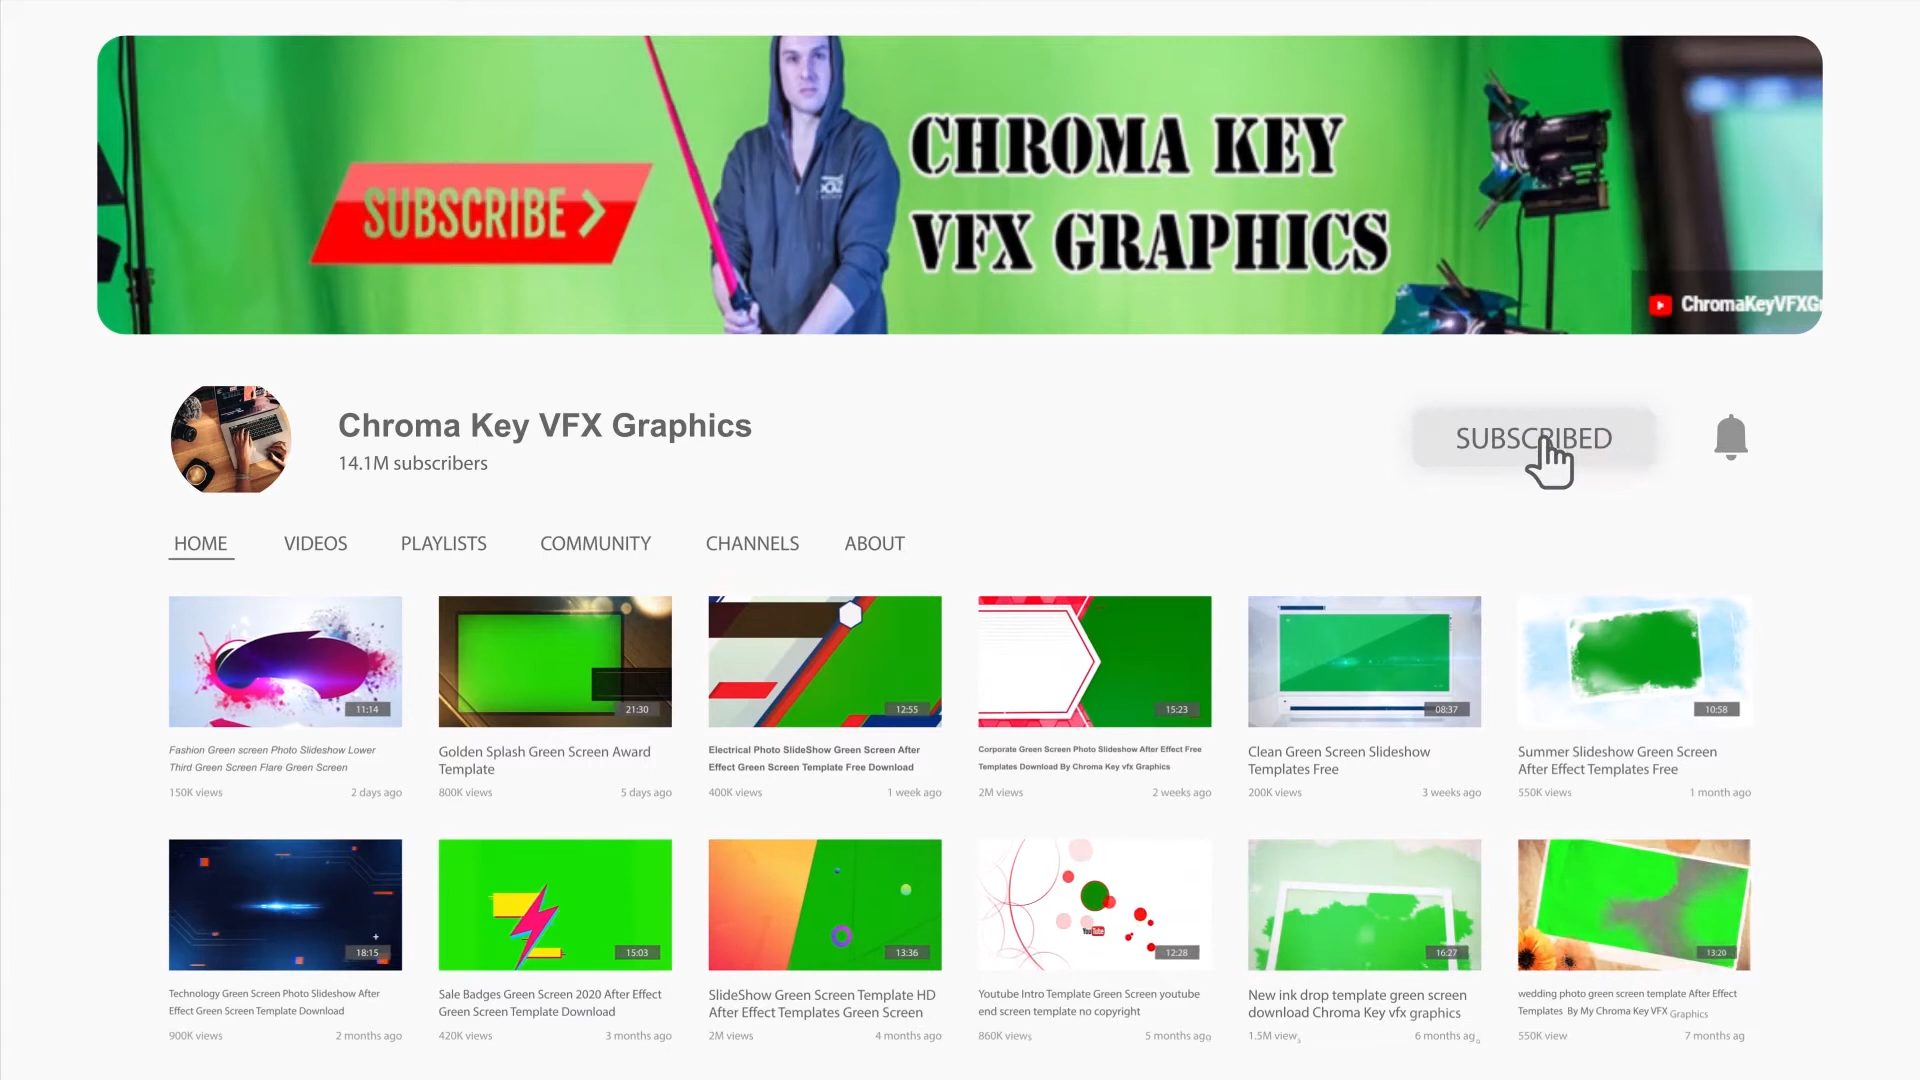 SUBSCRIBE >
CHROMA KEY
VFX GRAPHICS
ChromaKeyVFXGr
Chroma Key VFX Graphics
14.1M subscribers
SUBSCRIBED
HOME VIDEOS PLAYLISTS COMMUNITY CHANNELS ABOUT
11:14
Fashion Green screen Photo Slideshow Lower
Third Green Screen Flare Green Screen
150K views 2 days ago
21:30
Golden Splash Green Screen Award
Template
800K views 5 days ago
12:55
Electrical Photo SlideShow Green Screen After
Effect Green Screen Template Free Download
400K views 1 week ago
15:23
Corporate Green Screen Photo Slideshow After Effect Free
Templates Download By Chroma Key vfx Graphics
2M views 2 weeks ago
08:37
Clean Green Screen Slideshow
Templates Free
200K views 3 weeks ago
10:58
Summer Slideshow Green Screen
After Effect Templates Free
550K views 1 month ago
18:15
Technology Green Screen Photo Slideshow After
Effect Green Screen Template Download
900K views 2 months ago
15:03
Sale Badges Green Screen 2020 After Effect
Green Screen Template Download
420K views 3 months ago
13:36
SlideShow Green Screen Template HD
After Effect Templates Green Screen
2M views 4 months ago
YouTube
12:28
Youtube Intro Template Green Screen youtube
end screen template no copyright
860K views 5 months ago
16:27
New ink drop template green screen
download Chroma Key vfx graphics
1.5M views 6 months ago
13:20
wedding photo green screen template After Effect
Templates By My Chroma Key VFX Graphics
550K view 7 months ag